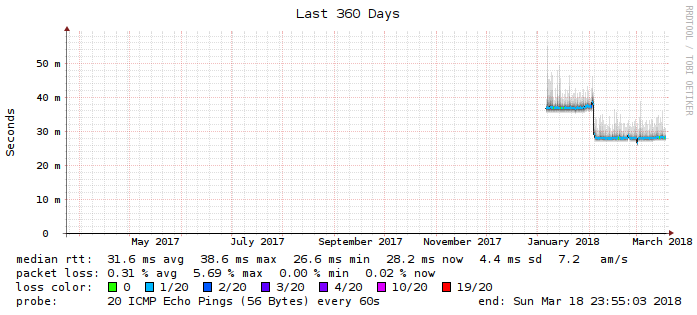 Last 360 Days
RRDTOOL / TOBI OETIKER
Seconds
50 m
40 m
30 m
20 m
10 m
0
May 2017 July 2017 September 2017 November 2017 January 2018 March 2018
median rtt: 31.6 ms avg 38.6 ms max 26.6 ms min 28.2 ms now 4.4 ms sd 7.2 am/s
packet loss: 0.31 % avg 5.69 % max 0.00 % min 0.02 % now
loss color: 0 1/20 2/20 3/20 4/20 10/20 19/20
probe: 20 ICMP Echo Pings (56 Bytes) every 60s end: Sun Mar 18 23:55:03 2018